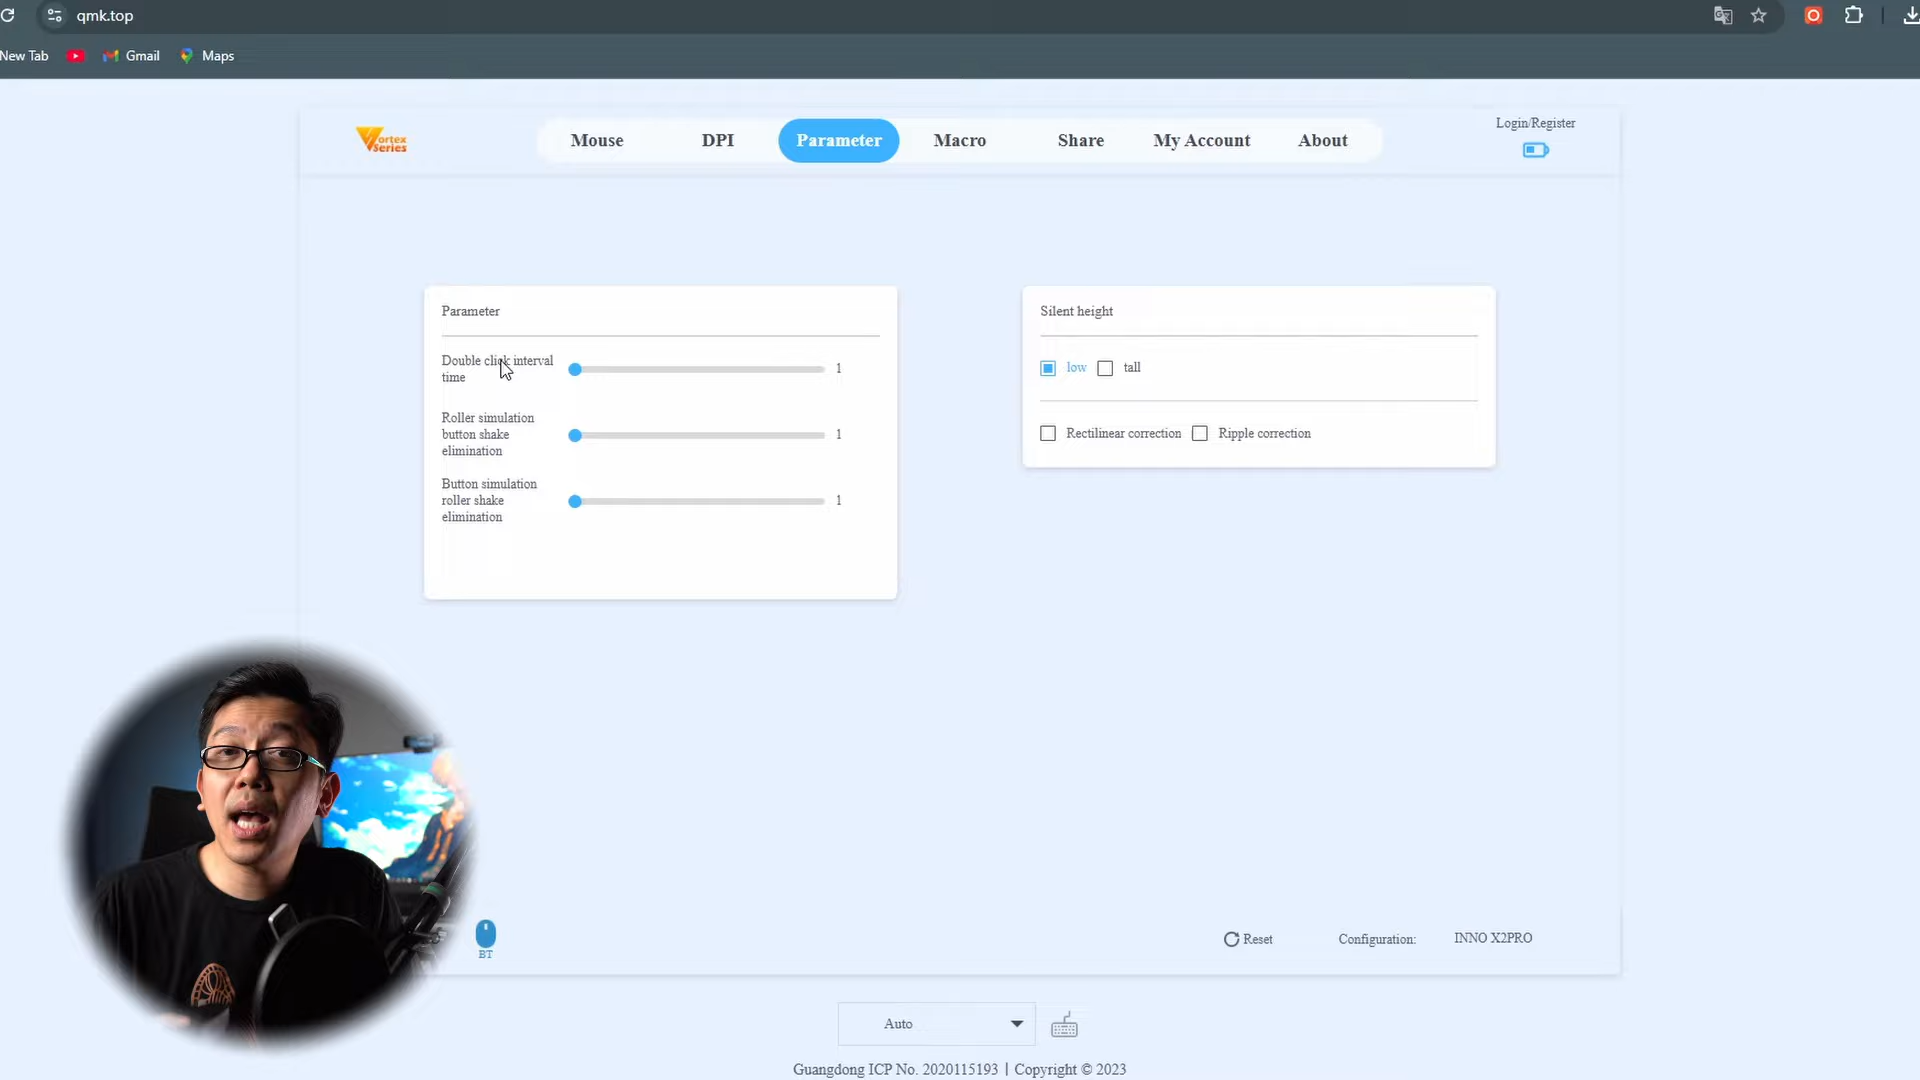 qmk.top
New Tab
Gmail
Maps
Vortex
Series
Mouse
DPI
Parameter
Macro
Share
My Account
About
Login/Register
Parameter
Double click interval
time
1
Roller simulation
button shake
elimination
1
Button simulation
roller shake
elimination
1
Silent height
low
tall
Rectilinear correction
Ripple correction
BT
Reset
Configuration:
INNO X2PRO
Auto
Guangdong ICP No. 2020115193 | Copyright © 2023